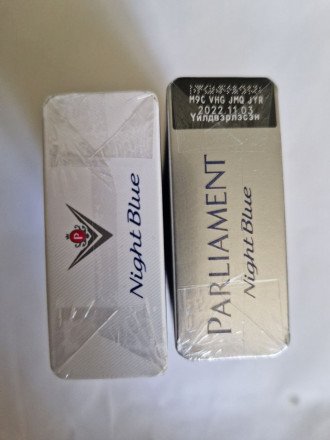 P
Night Blue
M9C VHG JMQ JYR
2022 11 03
Үйлдвэрлэсэн
PARLIAMENT
Night Blue